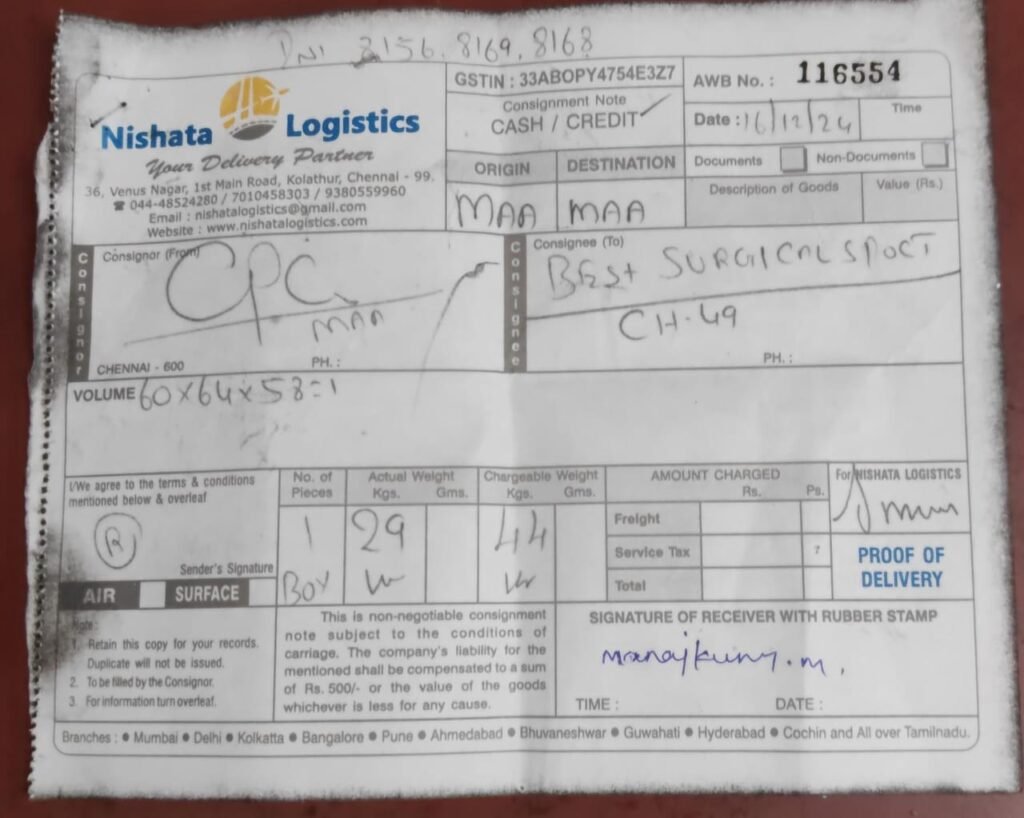 8156, 8169, 8168
Nishata Logistics
Your Delivery Partner
36, Venus Nagar, 1st Main Road, Kolathur, Chennai - 99.
☎ 044-48524280 / 7010458303 / 9380559960
Email : nishatalogistics@gmail.com
Website : www.nishatalogistics.com
GSTIN : 33ABOPY4754E3Z7
Consignment Note
CASH / CREDIT
AWB No. : 116554
Date : 16/12/24
Time
ORIGIN
DESTINATION
MAA
MAA
Documents
Non-Documents
Description of Goods
Value (Rs.)
Consignor
Consignor (From)
CPC
MAA
CHENNAI - 600
PH. :
Consignee
Consignee (To)
BEST SURGICAL
CH-49
PH. :
VOLUME 60x64x58=1
I/We agree to the terms & conditions
mentioned below & overleaf
R
Sender's Signature
AIR
SURFACE
No. of
Pieces
1
Box
Actual Weight
Kgs. Gms.
29
Chargeable Weight
Kgs. Gms.
44
AMOUNT CHARGED
Rs. Ps.
Freight
Service Tax
Total
For NISHATA LOGISTICS
PROOF OF
DELIVERY
Note :
1. Retain this copy for your records.
Duplicate will not be issued.
2. To be filled by the Consignor.
3. For information turn overleaf.
This is non-negotiable consignment
note subject to the conditions of
carriage. The company's liability for the
mentioned shall be compensated to a sum
of Rs. 500/- or the value of the goods
whichever is less for any cause.
SIGNATURE OF RECEIVER WITH RUBBER STAMP
TIME :
DATE :
Branches : ● Mumbai ● Delhi ● Kolkatta ● Bangalore ● Pune ● Ahmedabad ● Bhuvaneshwar ● Guwahati ● Hyderabad ● Cochin and All over Tamilnadu.